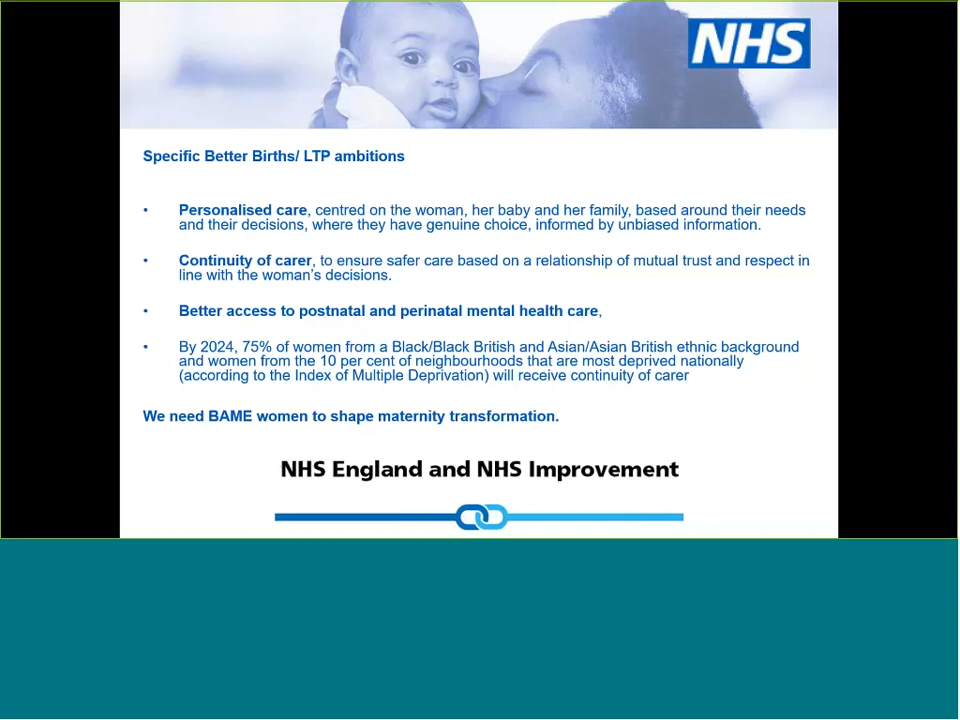 NHS
Specific Better Births/ LTP ambitions
• Personalised care, centred on the woman, her baby and her family, based around their needs
and their decisions, where they have genuine choice, informed by unbiased information.
• Continuity of carer, to ensure safer care based on a relationship of mutual trust and respect in
line with the woman's decisions.
• Better access to postnatal and perinatal mental health care,
• By 2024, 75% of women from a Black/Black British and Asian/Asian British ethnic background
and women from the 10 per cent of neighbourhoods that are most deprived nationally
(according to the Index of Multiple Deprivation) will receive continuity of carer
We need BAME women to shape maternity transformation.
NHS England and NHS Improvement